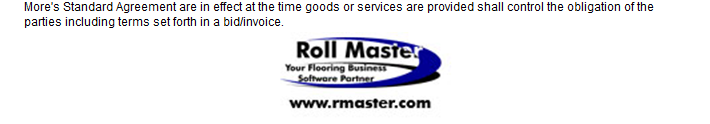 More's Standard Agreement are in effect at the time goods or services are provided shall control the obligation of the
parties including terms set forth in a bid/invoice.
Roll Master
Your Flooring Business
Software Partner
www.rmaster.com